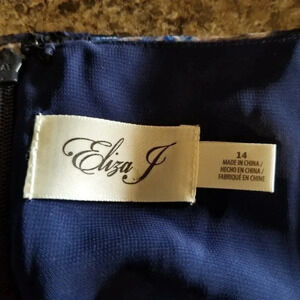 Eliza J
14
MADE IN CHINA /
HECHO EN CHINA /
FABRIQUÉ EN CHINE